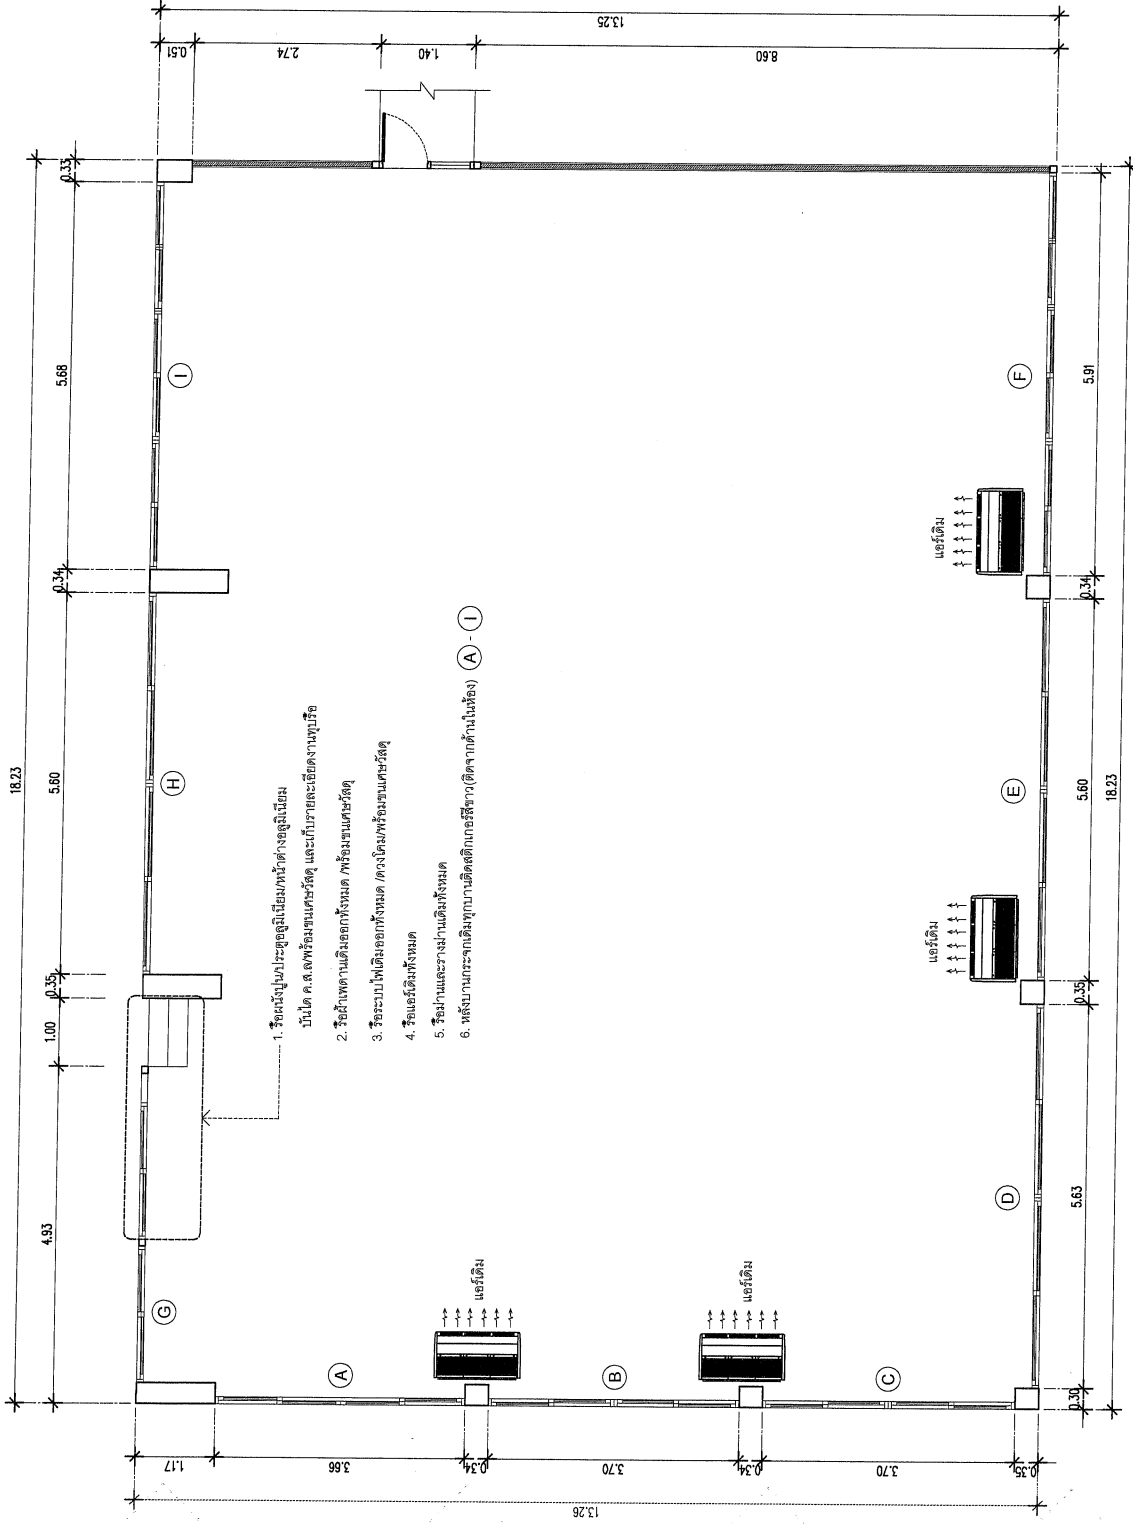 18.23
0.33
5.68
0.34
5.60
0.35
1.00
4.93
13.25
0.51
2.74
1.40
8.60
I
H
G
F
E
D
A
B
C
1. รื้อผนังปูน/ประตูอลูมิเนียม/หน้าต่างอลูมิเนียม
บันได ค.ส.ล/พร้อมขนเศษวัสดุ และเก็บรายละเอียดงานทุบรื้อ
2. รื้อฝ้าเพดานเดิมออกทั้งหมด /พร้อมขนเศษวัสดุ
3. รื้อระบบไฟเดิมออกทั้งหมด /ดวงโคม/พร้อมขนเศษวัสดุ
4. รื้อแอร์เดิมทั้งหมด
5. รื้อม่านและรางม่านเดิมทั้งหมด
6. หลังบานกระจกเดิมทุกบานติดสติกเกอร์สีขาว(ติดจากด้านในห้อง) A - I
แอร์เดิม
แอร์เดิม
แอร์เดิม
แอร์เดิม
5.91
0.34
5.60
0.35
5.63
0.30
18.23
1.17
3.66
0.34
3.70
0.34
3.70
0.35
13.26